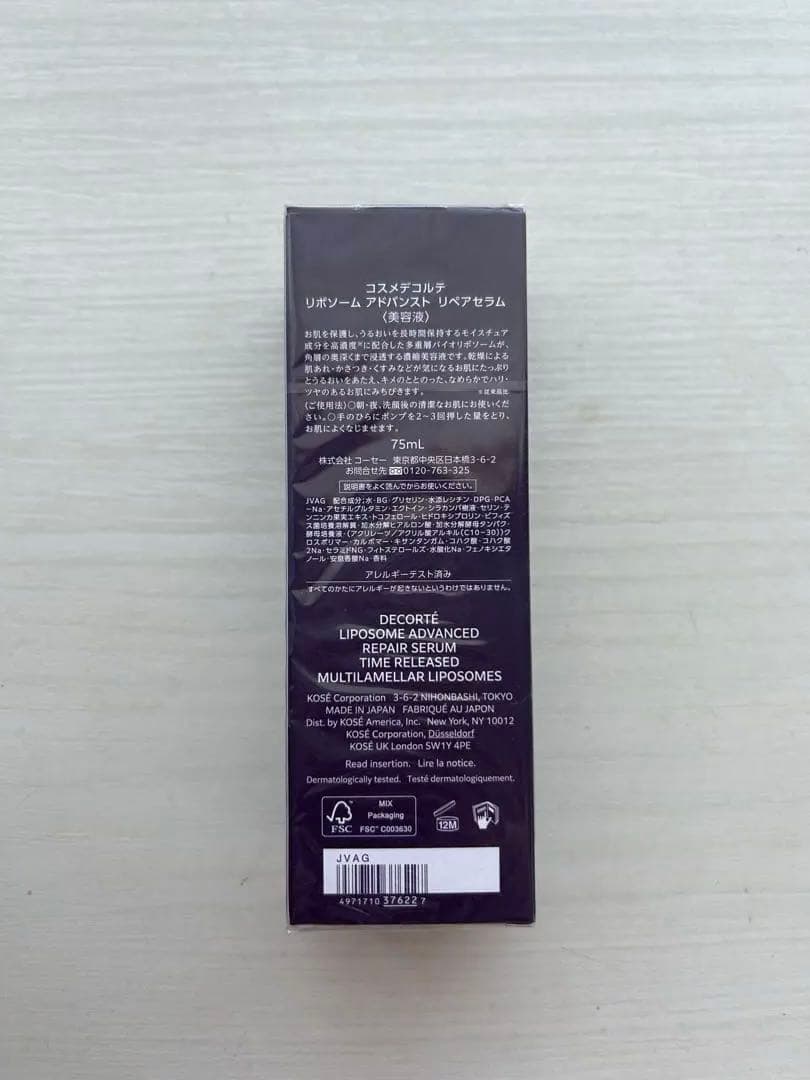 コスメデコルテ
リポソーム アドバンスト リペアセラム
〈美容液〉
お肌を保護し、うるおいを長時間保持するモイスチュア
成分を高濃度※に配合した多重層バイオリポソームが、
角層の奥深くまで浸透する濃縮美容液です。乾燥による
肌あれ・かさつき・くすみなどが気になるお肌にたっぷり
とうるおいをあたえ、キメのととのった、なめらかでハリ・
ツヤのあるお肌にみちびきます。 ※従来品比
〈ご使用法〉○朝・夜、洗顔後の清潔なお肌にお使いくだ
さい。○手のひらにポンプを2～3回押した量をとり、
お肌によくなじませます。
75mL
株式会社 コーセー 東京都中央区日本橋3-6-2
お問合せ先 0120-763-325
説明書をよく読んでからお使いください。
JVAG 配合成分:水・BG・グリセリン・水添レシチン・DPG・PCA
-Na・アセチルグルタミン・エクトイン・シラカンバ樹液・セリン・テ
ンニンカ果実エキス・トコフェロール・ヒドロキシプロリン・ビフィズ
ス菌培養溶解質・加水分解ヒアルロン酸・加水分解酵母タンパク・
酵母培養液・(アクリレーツ/アクリル酸アルキル(C10-30))ク
ロスポリマー・カルボマー・キサンタンガム・コハク酸・コハク酸
2Na・セラミドNG・フィトステロールズ・水酸化Na・フェノキシエタ
ノール・安息香酸Na・香料
アレルギーテスト済み
すべてのかたにアレルギーが起きないというわけではありません。
DECORTÉ
LIPOSOME ADVANCED
REPAIR SERUM
TIME RELEASED
MULTILAMELLAR LIPOSOMES
KOSÉ Corporation 3-6-2 NIHONBASHI, TOKYO
MADE IN JAPAN FABRIQUÉ AU JAPON
Dist. by KOSÉ America, Inc. New York, NY 10012
KOSÉ Corporation, Düsseldorf
KOSÉ UK London SW1Y 4PE
Read insertion. Lire la notice.
Dermatologically tested. Testé dermatologiquement.
FSC
MIX
Packaging
FSC™ C003630
12M
JVAG
4971710 376227